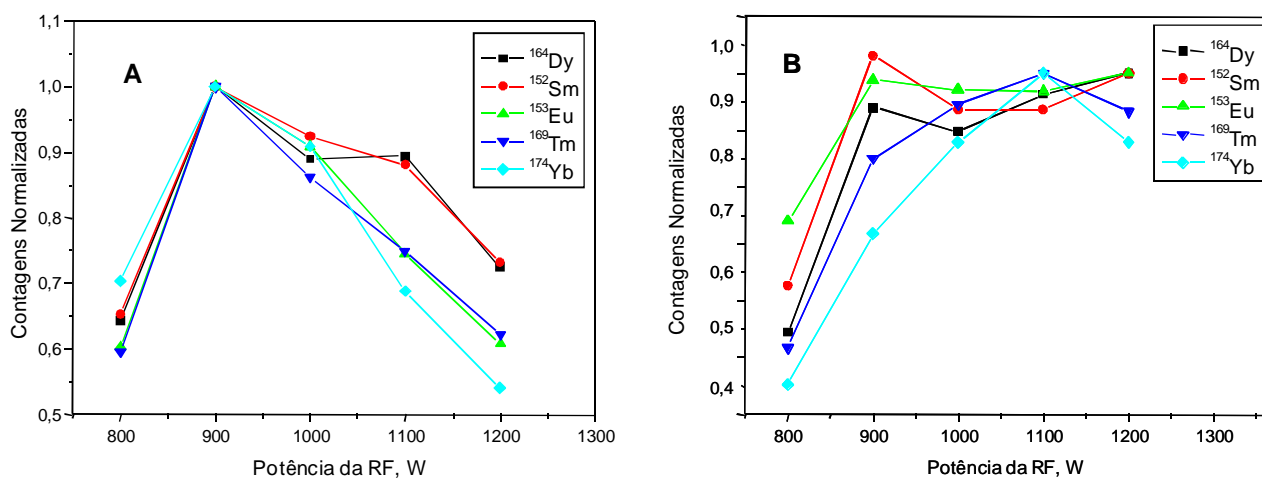 A
1,1
1,0
0,9
0,8
0,7
0,6
0,5
Contagens Normalizadas
800 900 1000 1100 1200 1300
Potência da RF, W
164Dy
152Sm
153Eu
169Tm
174Yb
B
1,0
0,9
0,8
0,7
0,6
0,5
0,4
Contagens Normalizadas
800 900 1000 1100 1200 1300
Potência da RF, W
164Dy
152Sm
153Eu
169Tm
174Yb